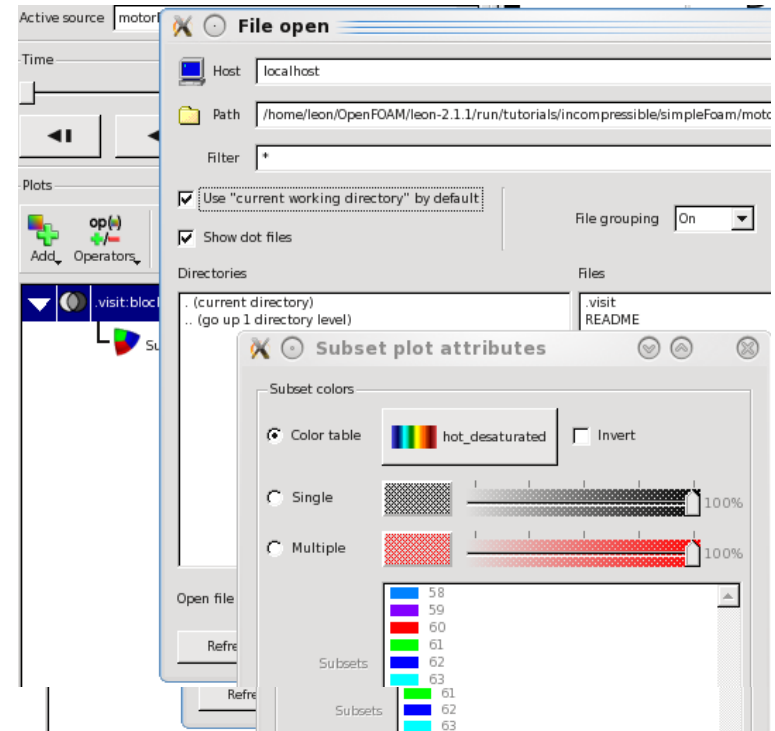 Active source motorl
File open
Time
Host localhost
Path /home/leon/OpenFOAM/leon-2.1.1/run/tutorials/incompressible/simpleFoam/moto
Filter *
Plots
Use "current working directory" by default
File grouping On
Show dot files
op(•)
+/-
Add Operators
Directories Files
.visit:bloc
. (current directory)
.. (go up 1 directory level)
.visit
README
Su
Subset plot attributes
Subset colors
Color table hot_desaturated Invert
Single 100%
Multiple 100%
Open file
58
59
60
61
62
63
Refre
Subsets
Refre
61
62
63
Subsets